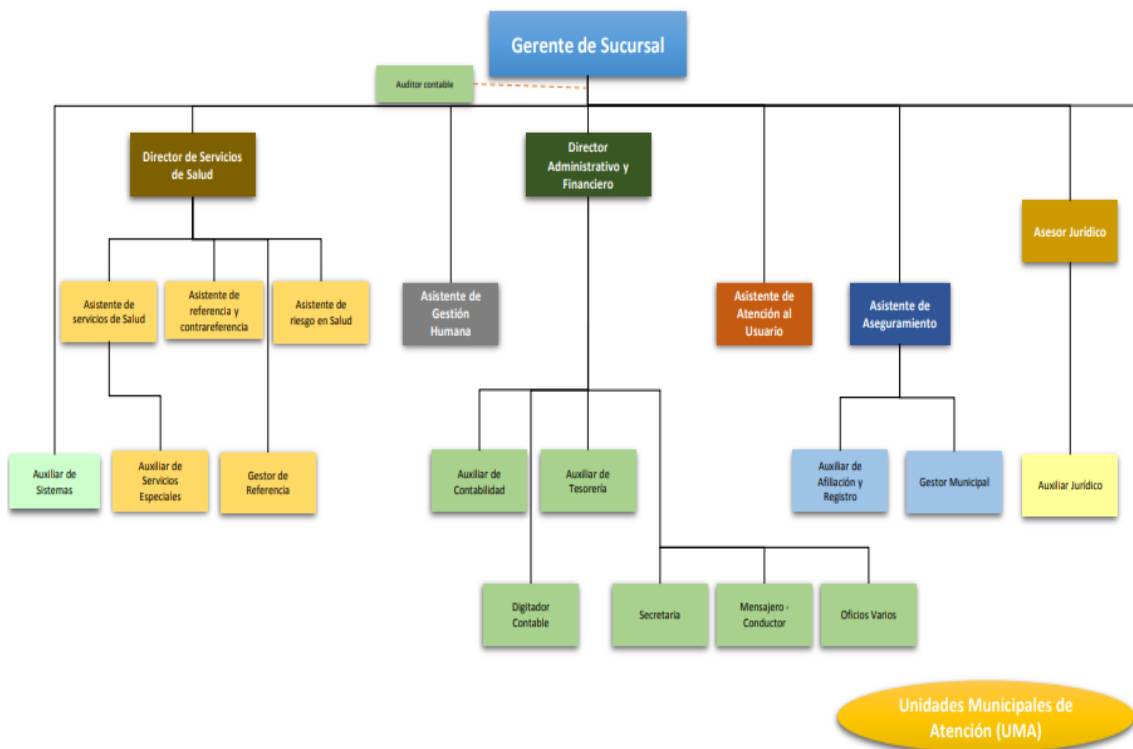 Gerente de Sucursal
Auditor contable
Director de Servicios
de Salud
Director
Administrativo y
Financiero
Asesor Jurídico
Asistente de
servicios de Salud
Asistente de
referencia y
contrareferencia
Asistente de
riesgo en Salud
Asistente de
Gestión
Humana
Asistente de
Atención al
Usuario
Asistente de
Aseguramiento
Auxiliar de
Sistemas
Auxiliar de
Servicios
Especiales
Gestor de
Referencia
Auxiliar de
Contabilidad
Auxiliar de
Tesorería
Auxiliar de
Afiliación y
Registro
Gestor Municipal
Auxiliar Jurídico
Digitador
Contable
Secretaria
Mensajero -
Conductor
Oficios Varios
Unidades Municipales de
Atención (UMA)